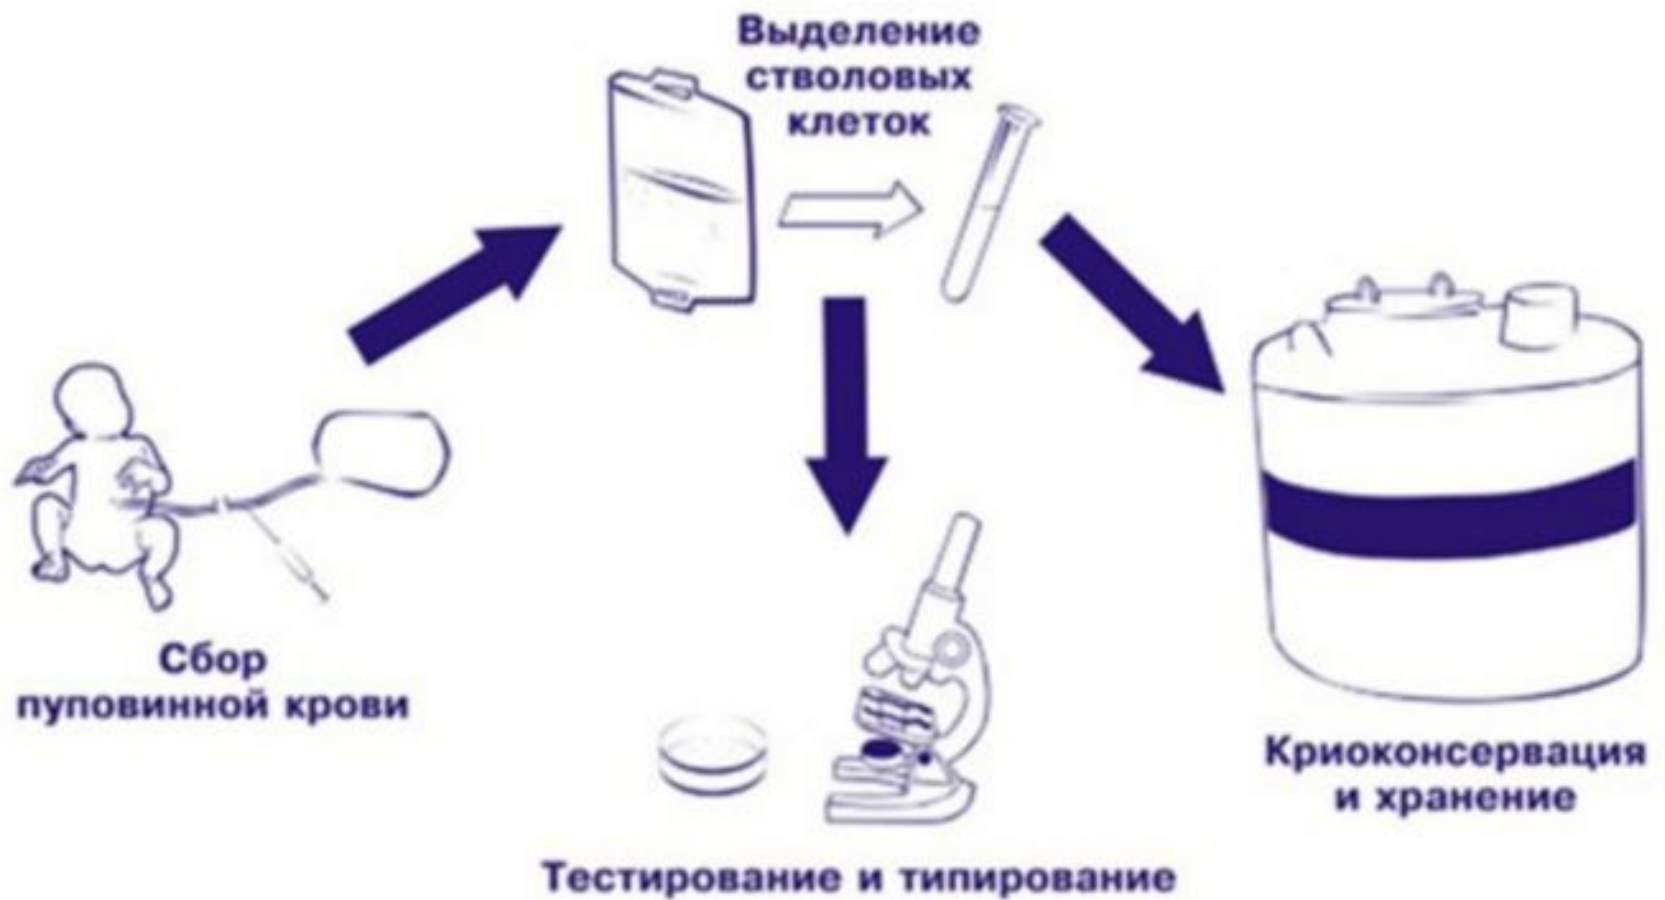 Выделение
стволовых
клеток
Сбор
пуповинной крови
Криоконсервация
и хранение
Тестирование и типирование